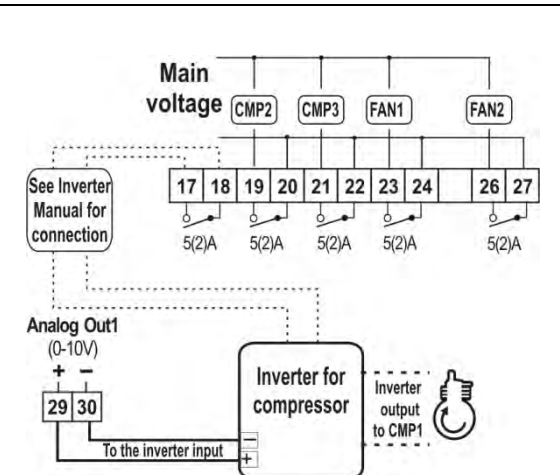 Main
voltage
CMP2 CMP3 FAN1 FAN2
See Inverter
Manual for
connection
17 18 19 20 21 22 23 24 26 27
5(2)A 5(2)A 5(2)A 5(2)A 5(2)A
Analog Out1
(0-10V)
+ −
29 30
To the inverter input
Inverter for
compressor
−
+
Inverter
output
to CMP1